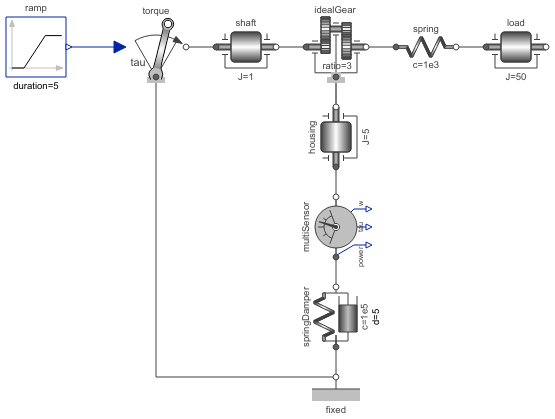 ramp
duration=5
torque
tau
shaft
J=1
idealGear
ratio=3
spring
c=1e3
load
J=50
housing
J=5
multiSensor
w
tau
power
springDamper
c=1e5
d=5
fixed